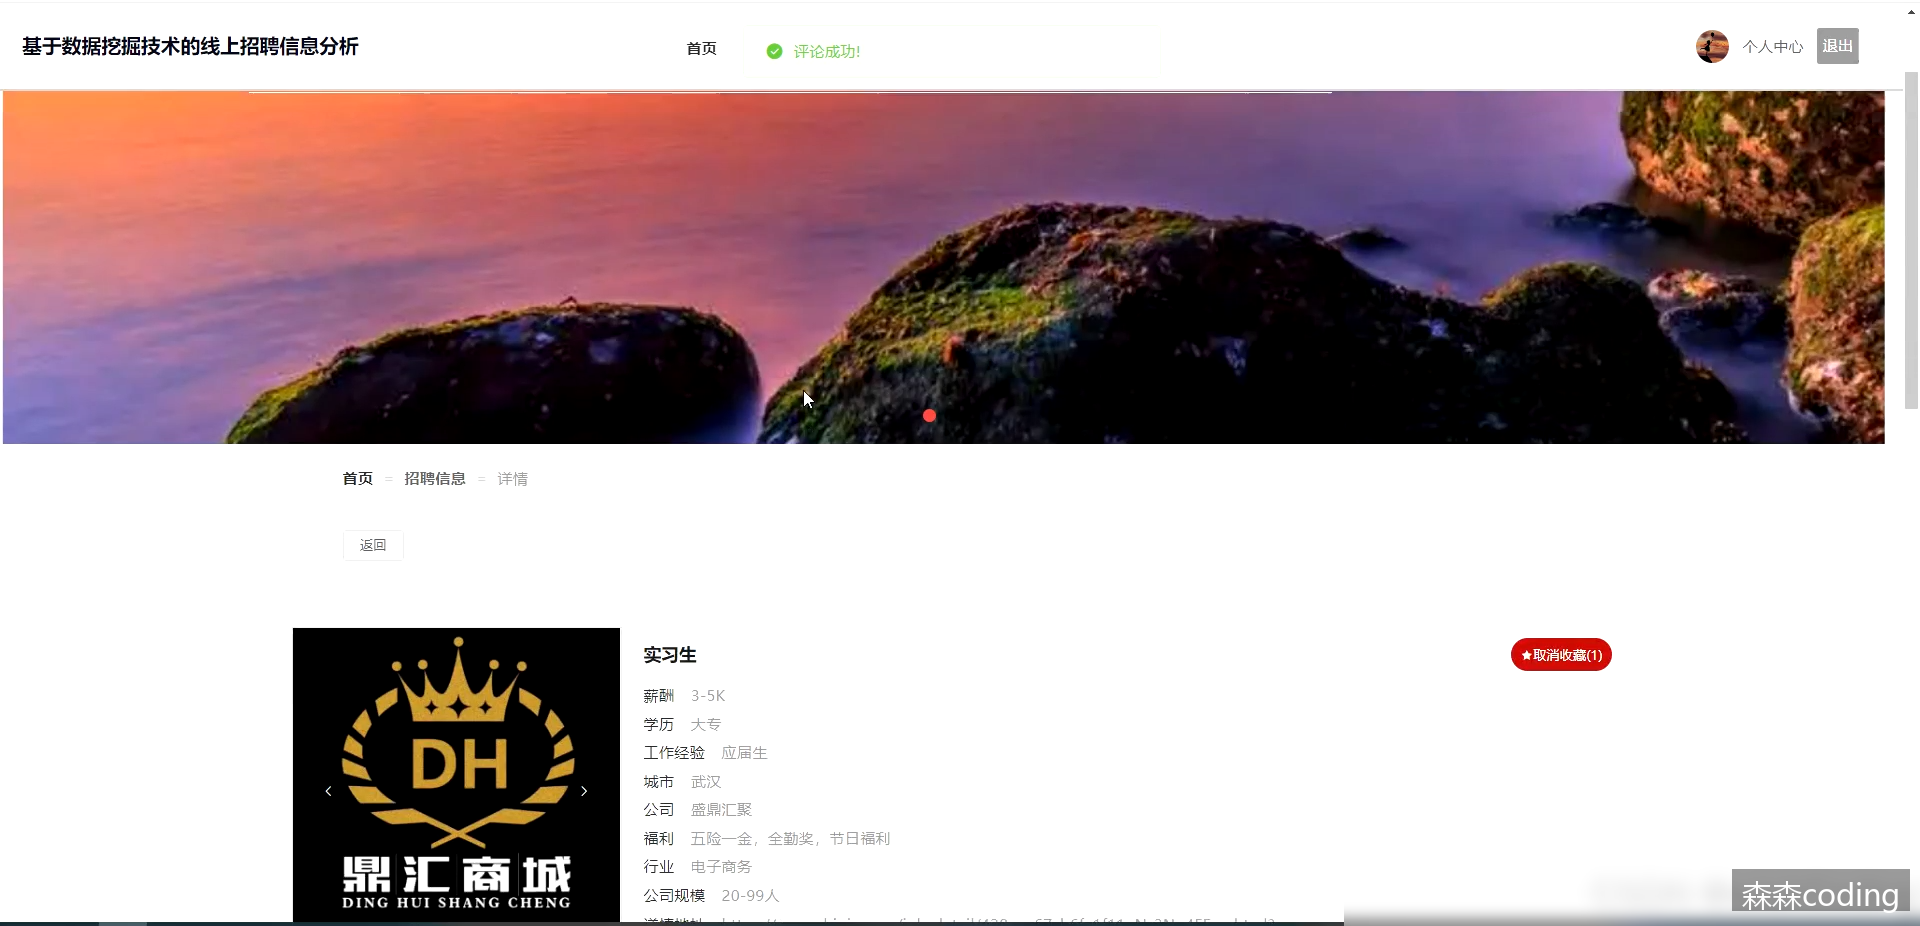 基于数据挖掘技术的线上招聘信息分析
首页
评论成功!
个人中心
退出
首页 = 招聘信息 = 详情
返回
DH
鼎汇商城
DING HUI SHANG CHENG
实习生
★取消收藏(1)
薪酬 3-5K
学历 大专
工作经验 应届生
城市 武汉
公司 盛鼎汇聚
福利 五险一金，全勤奖，节日福利
行业 电子商务
公司规模 20-99人
森森coding